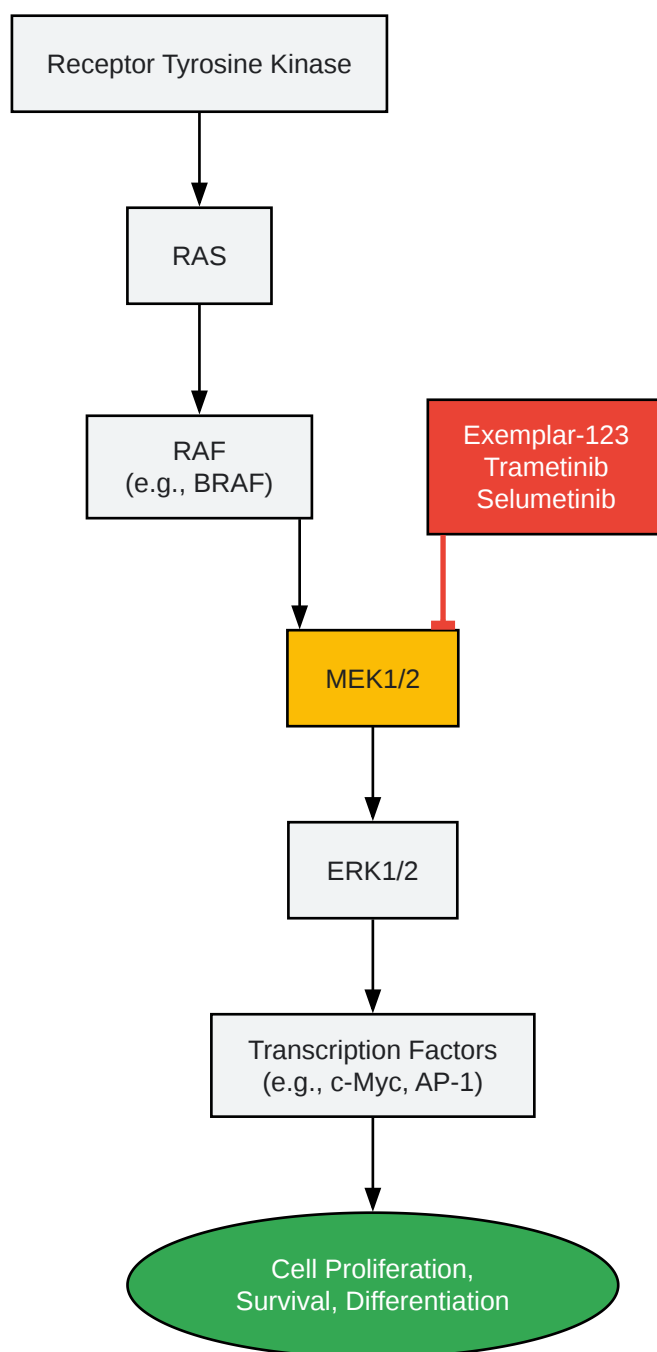 Receptor Tyrosine Kinase
RAS
RAF
(e.g., BRAF)
Exemplar-123
Trametinib
Selumetinib
MEK1/2
ERK1/2
Transcription Factors
(e.g., c-Myc, AP-1)
Cell Proliferation,
Survival, Differentiation